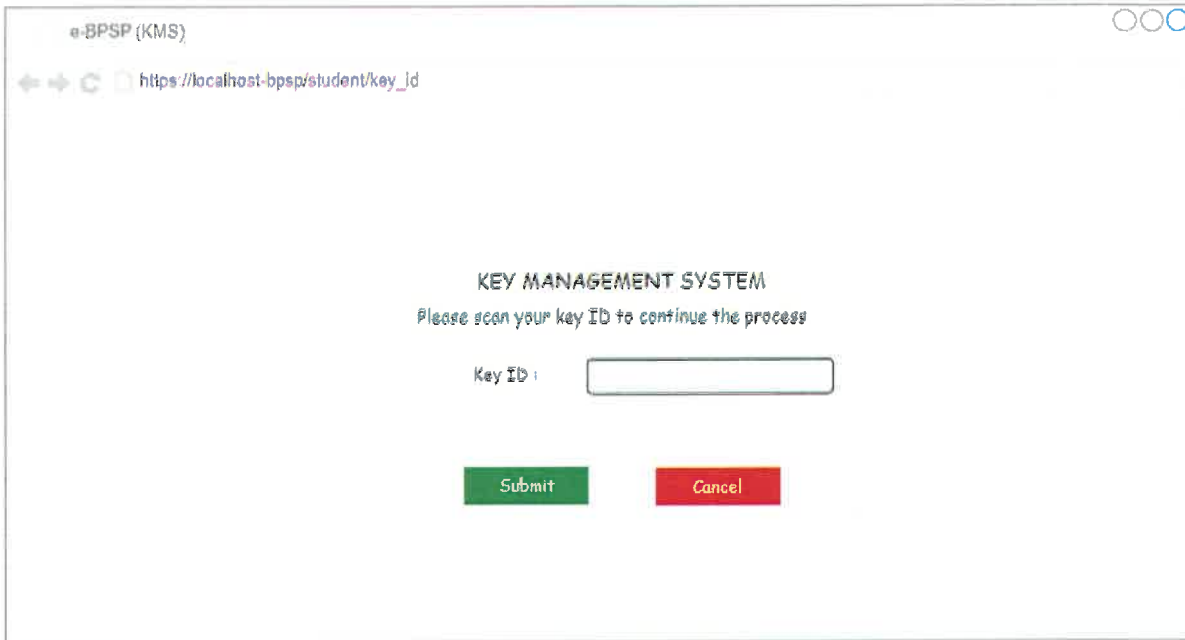 e-BPSP (KMS)
https://localhost-bpsp/student/key_id
KEY MANAGEMENT SYSTEM
Please scan your key ID to continue the process
Key ID :
Submit
Cancel